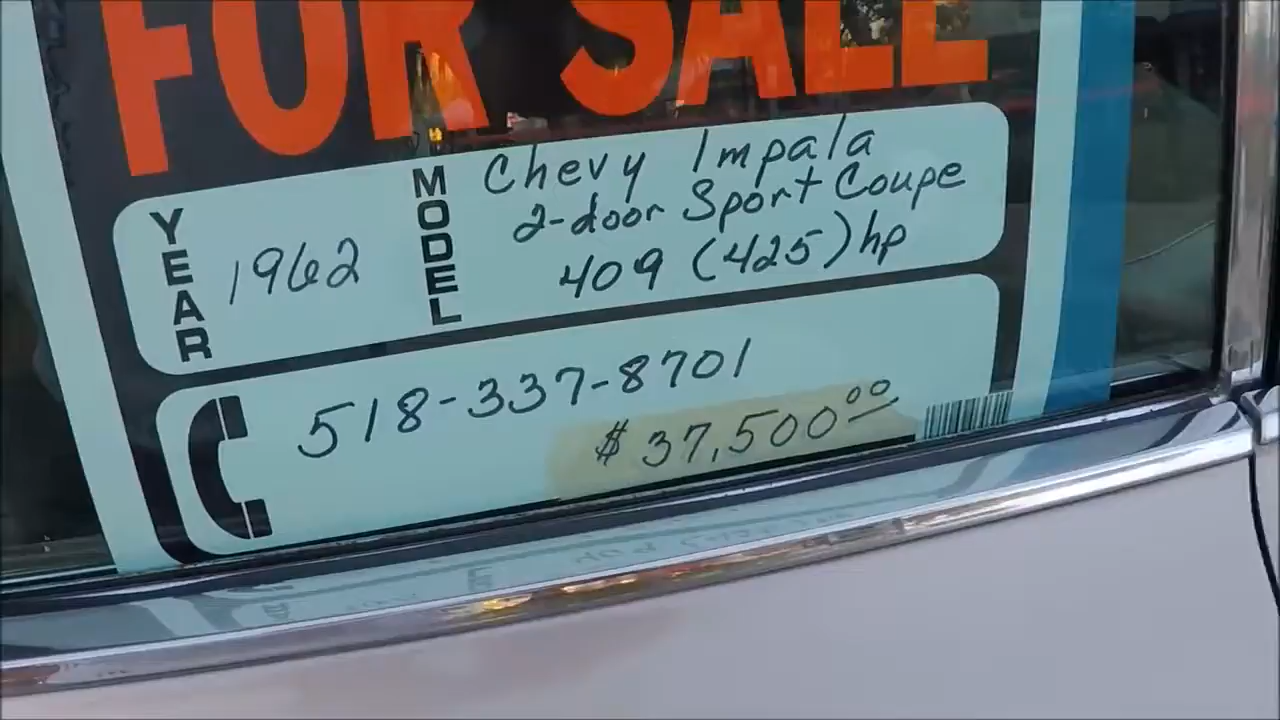 FOR SALE
YEAR 1962
MODEL Chevy Impala
2-door Sport Coupe
409 (425) hp
518-337-8701
$ 37,500.00